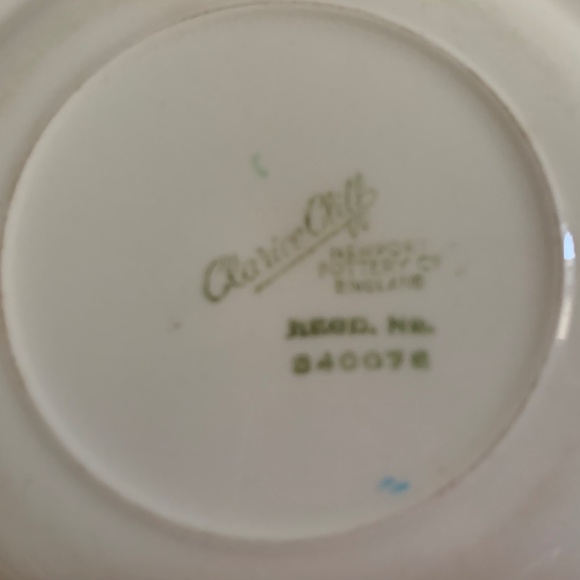 Clarice Cliff
NEWPORT
POTTERY Co
ENGLAND
REGD. No.
840076